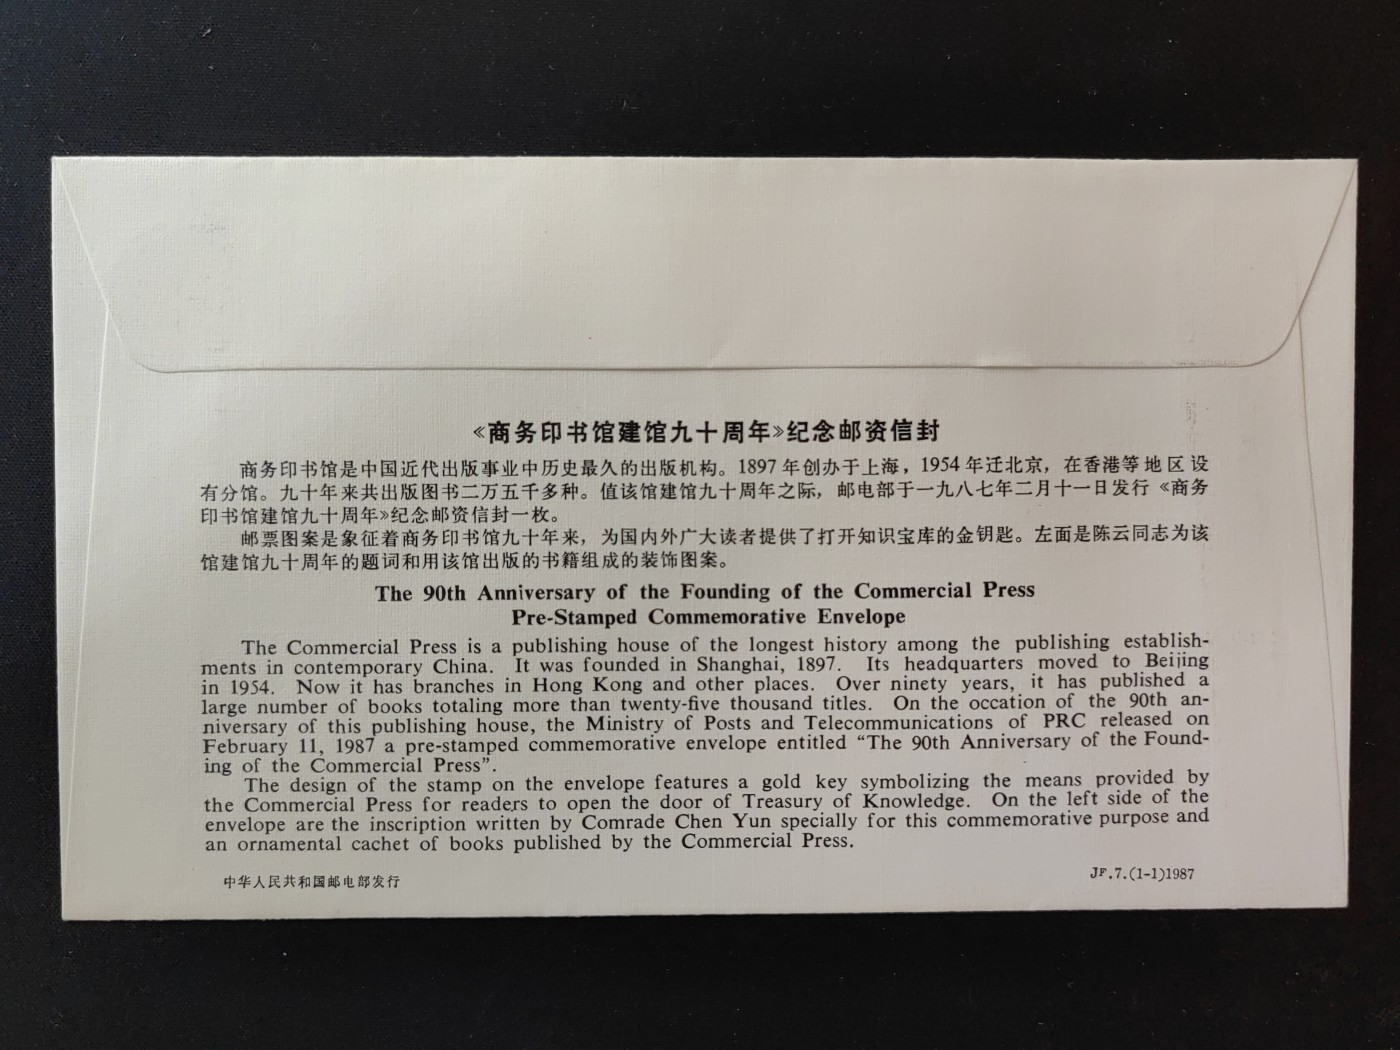 《商务印书馆建馆九十周年》纪念邮资信封
商务印书馆是中国近代出版事业中历史最久的出版机构。1897年创办于上海，1954年迁北京，在香港等地区设
有分馆。九十年来共出版图书二万五千多种。值该馆建馆九十周年之际，邮电部于一九八七年二月十一日发行《商务
印书馆建馆九十周年》纪念邮资信封一枚。
邮票图案是象征着商务印书馆九十年来，为国内外广大读者提供了打开知识宝库的金钥匙。左面是陈云同志为该
馆建馆九十周年的题词和用该馆出版的书籍组成的装饰图案。
The 90th Anniversary of the Founding of the Commercial Press
Pre-Stamped Commemorative Envelope
The Commercial Press is a publishing house of the longest history among the publishing establish-
ments in contemporary China. It was founded in Shanghai, 1897. Its headquarters moved to Beijing
in 1954. Now it has branches in Hong Kong and other places. Over ninety years, it has published a
large number of books totaling more than twenty-five thousand titles. On the occation of the 90th an-
niversary of this publishing house, the Ministry of Posts and Telecommunications of PRC released on
February 11, 1987 a pre-stamped commemorative envelope entitled “The 90th Anniversary of the Found-
ing of the Commercial Press”.
The design of the stamp on the envelope features a gold key symbolizing the means provided by
the Commercial Press for readers to open the door of Treasury of Knowledge. On the left side of the
envelope are the inscription written by Comrade Chen Yun specially for this commemorative purpose and
an ornamental cachet of books published by the Commercial Press.
中华人民共和国邮电部发行
JF.7.(1-1)1987